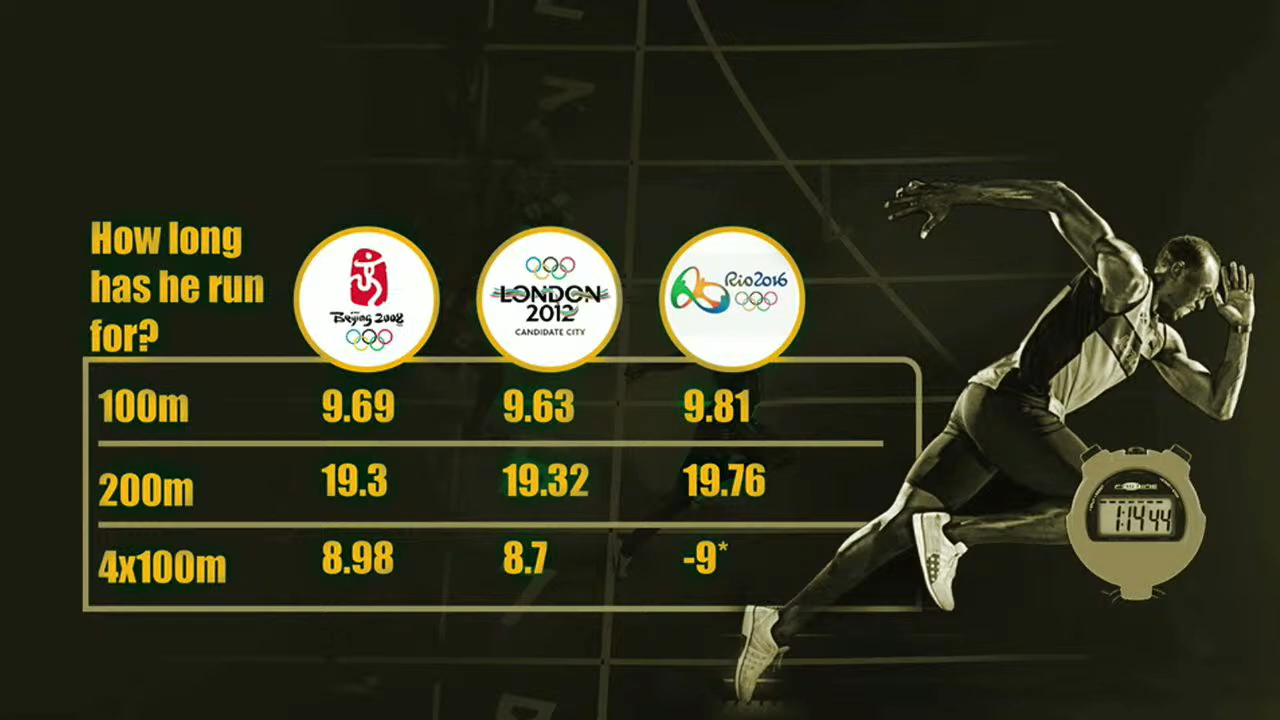 How long
has he run
for?
Beijing 2008
LONDON
2012
CANDIDATE CITY
Rio2016
100m 9.69 9.63 9.81
200m 19.3 19.32 19.76
4x100m 8.98 8.7 -9*
1:14 44